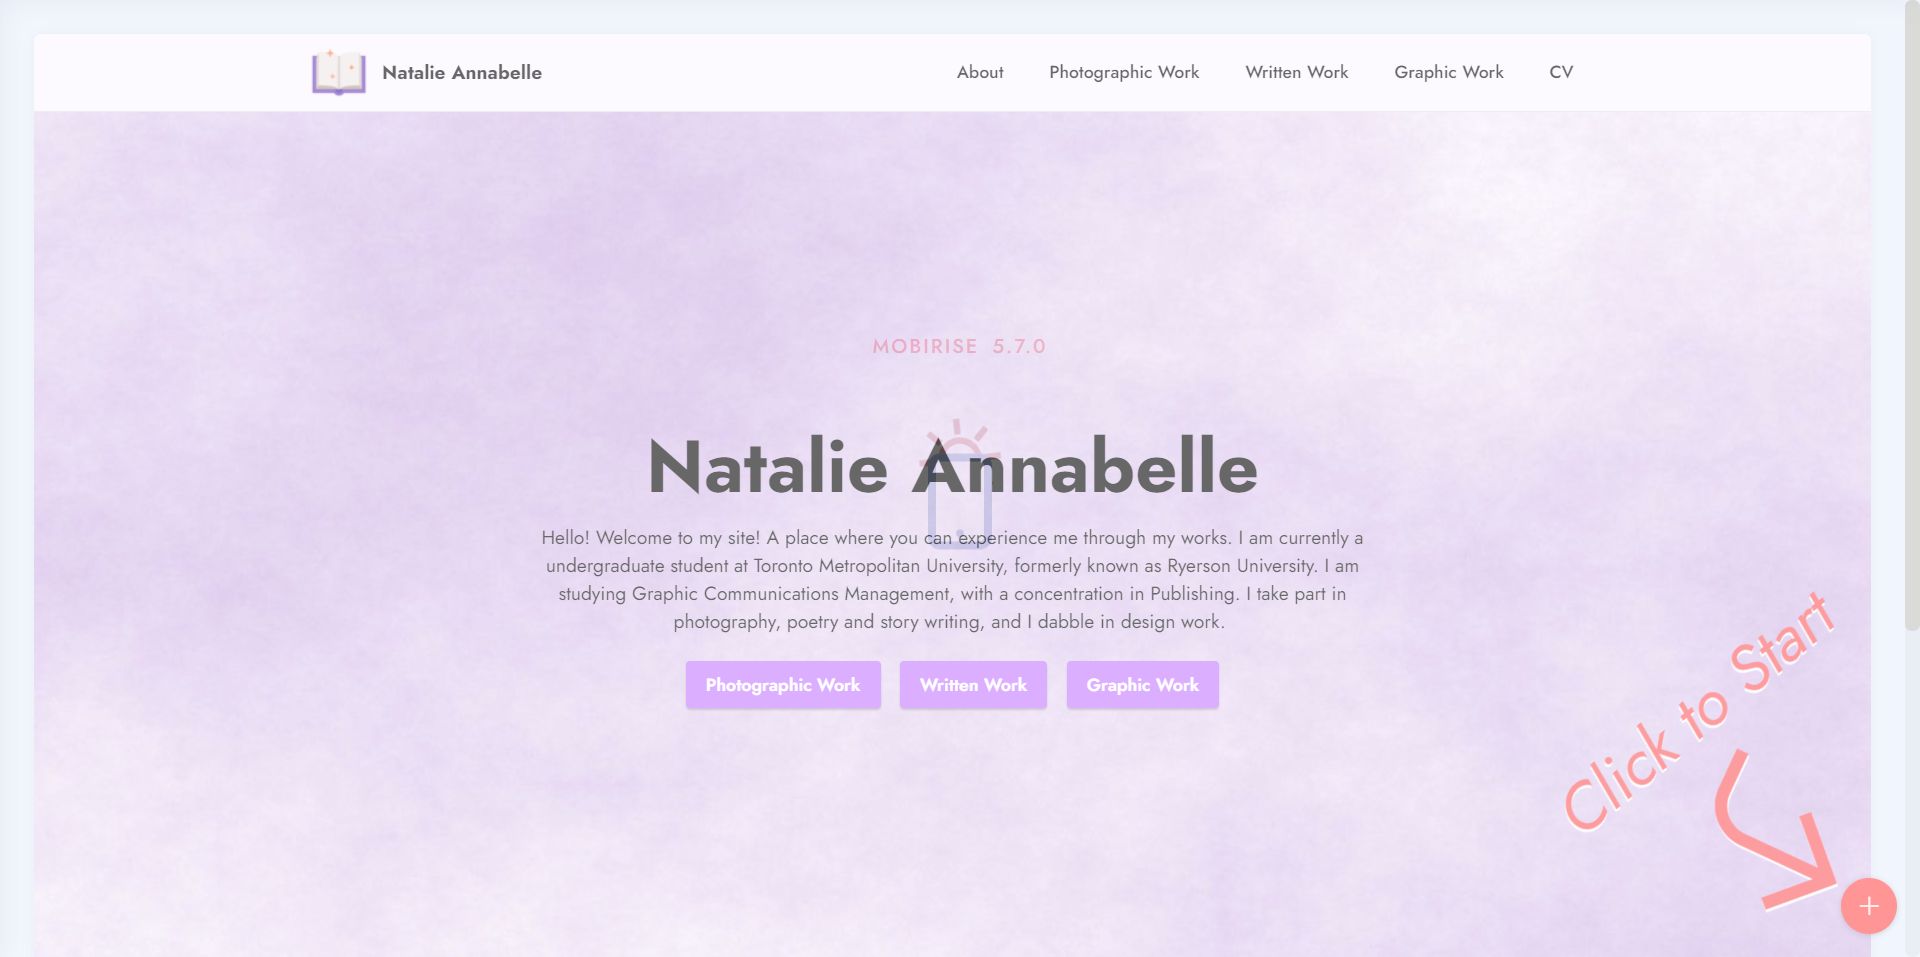 Natalie Annabelle
About
Photographic Work
Written Work
Graphic Work
CV
MOBIRISE 5.7.0
Natalie Annabelle
Hello! Welcome to my site! A place where you can experience me through my works. I am currently a
undergraduate student at Toronto Metropolitan University, formerly known as Ryerson University. I am
studying Graphic Communications Management, with a concentration in Publishing. I take part in
photography, poetry and story writing, and I dabble in design work.
Photographic Work
Written Work
Graphic Work
Click to Start